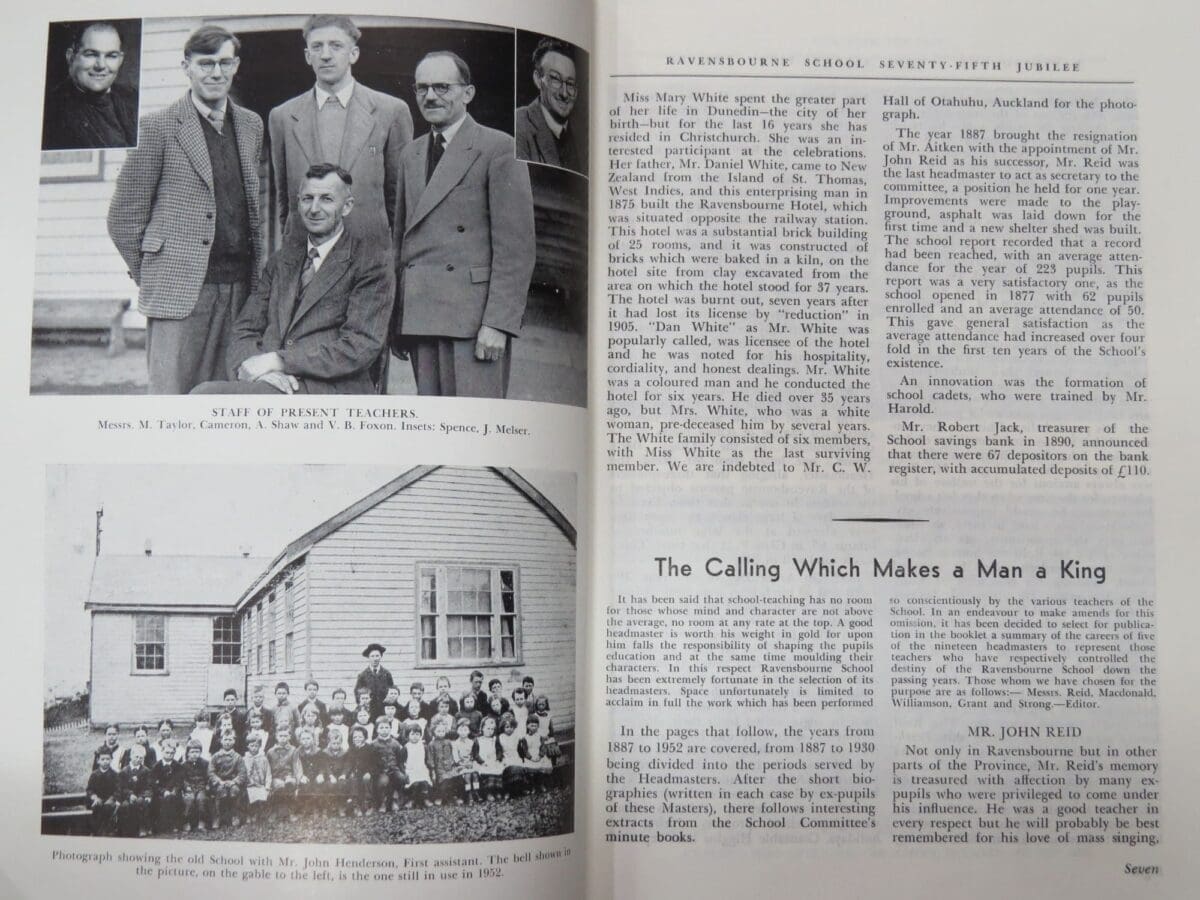 STAFF OF PRESENT TEACHERS.
Messrs. M. Taylor, Cameron, A. Shaw and V. B. Foxon. Insets: Spence, J. Melser.
Photograph showing the old School with Mr. John Henderson, First assistant. The bell shown in
the picture, on the gable to the left, is the one still in use in 1952.
RAVENSBOURNE SCHOOL SEVENTY-FIFTH JUBILEE
Miss Mary White spent the greater part
of her life in Dunedin—the city of her
birth—but for the last 16 years she has
resided in Christchurch. She was an in-
terested participant at the celebrations.
Her father, Mr. Daniel White, came to New
Zealand from the Island of St. Thomas,
West Indies, and this enterprising man in
1875 built the Ravensbourne Hotel, which
was situated opposite the railway station.
This hotel was a substantial brick building
of 25 rooms, and it was constructed of
bricks which were baked in a kiln, on the
hotel site from clay excavated from the
area on which the hotel stood for 37 years.
The hotel was burnt out, seven years after
it had lost its license by "reduction" in
1905. "Dan White" as Mr. White was
popularly called, was licensee of the hotel
and he was noted for his hospitality,
cordiality, and honest dealings. Mr. White
was a coloured man and he conducted the
hotel for six years. He died over 35 years
ago, but Mrs. White, who was a white
woman, pre-deceased him by several years.
The White family consisted of six members,
with Miss White as the last surviving
member. We are indebted to Mr. C. W.
Hall of Otahuhu, Auckland for the photo-
graph.
The year 1887 brought the resignation
of Mr. Aitken with the appointment of Mr.
John Reid as his successor, Mr. Reid was
the last headmaster to act as secretary to the
committee, a position he held for one year.
Improvements were made to the play-
ground, asphalt was laid down for the
first time and a new shelter shed was built.
The school report recorded that a record
had been reached, with an average atten-
dance for the year of 223 pupils. This
report was a very satisfactory one, as the
school opened in 1877 with 62 pupils
enrolled and an average attendance of 50.
This gave general satisfaction as the
average attendance had increased over four
fold in the first ten years of the School's
existence.
An innovation was the formation of
school cadets, who were trained by Mr.
Harold.
Mr. Robert Jack, treasurer of the
School savings bank in 1890, announced
that there were 67 depositors on the bank
register, with accumulated deposits of £110.
The Calling Which Makes a Man a King
It has been said that school-teaching has no room
for those whose mind and character are not above
the average, no room at any rate at the top. A good
headmaster is worth his weight in gold for upon
him falls the responsibility of shaping the pupils
education and at the same time moulding their
characters. In this respect Ravensbourne School
has been extremely fortunate in the selection of its
headmasters. Space unfortunately is limited to
acclaim in full the work which has been performed
so conscientiously by the various teachers of the
School. In an endeavour to make amends for this
omission, it has been decided to select for publica-
tion in the booklet a summary of the careers of five
of the nineteen headmasters to represent those
teachers who have respectively controlled the
destiny of the Ravensbourne School down the
passing years. Those whom we have chosen for the
purpose are as follows:— Messrs. Reid, Macdonald,
Williamson, Grant and Strong.—Editor.
In the pages that follow, the years from
1887 to 1952 are covered, from 1887 to 1930
being divided into the periods served by
the Headmasters. After the short bio-
graphies (written in each case by ex-pupils
of these Masters), there follows interesting
extracts from the School Committee's
minute books.
MR. JOHN REID
Not only in Ravensbourne but in other
parts of the Province, Mr. Reid's memory
is treasured with affection by many ex-
pupils who were privileged to come under
his influence. He was a good teacher in
every respect but he will probably be best
remembered for his love of mass singing,
Seven